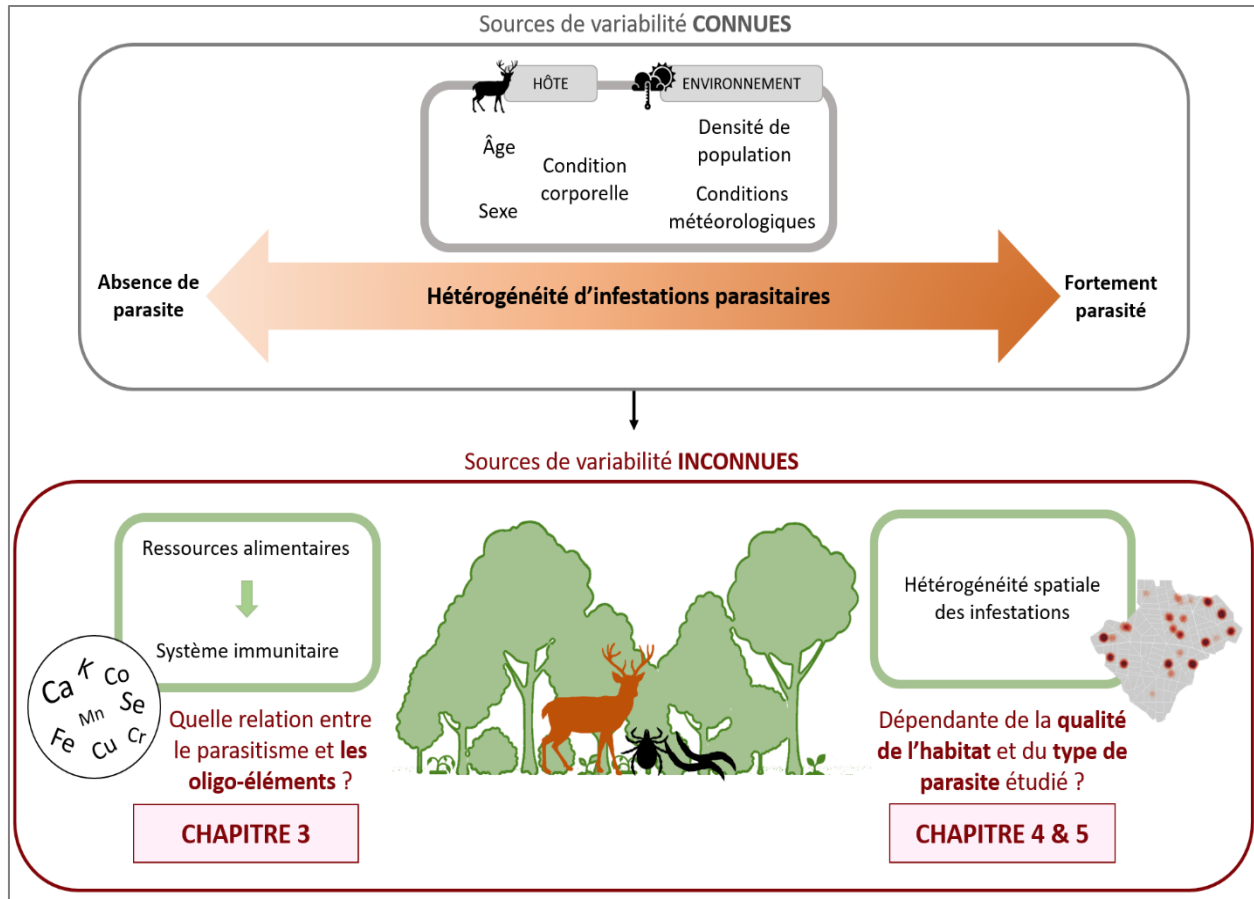 Sources de variabilité CONNUES
HÔTE
ENVIRONNEMENT
Âge
Sexe
Condition
corporelle
Densité de
population
Conditions
météorologiques
Absence de
parasite
Hétérogénéité d’infestations parasitaires
Fortement
parasité
Sources de variabilité INCONNUES
Ressources alimentaires
Système immunitaire
Ca K Co
Mn Se
Fe Cu Cr
Quelle relation entre
le parasitisme et les
oligo-éléments ?
CHAPITRE 3
Hétérogénéité spatiale
des infestations
Dépendante de la qualité
de l’habitat et du type de
parasite étudié ?
CHAPITRE 4 & 5